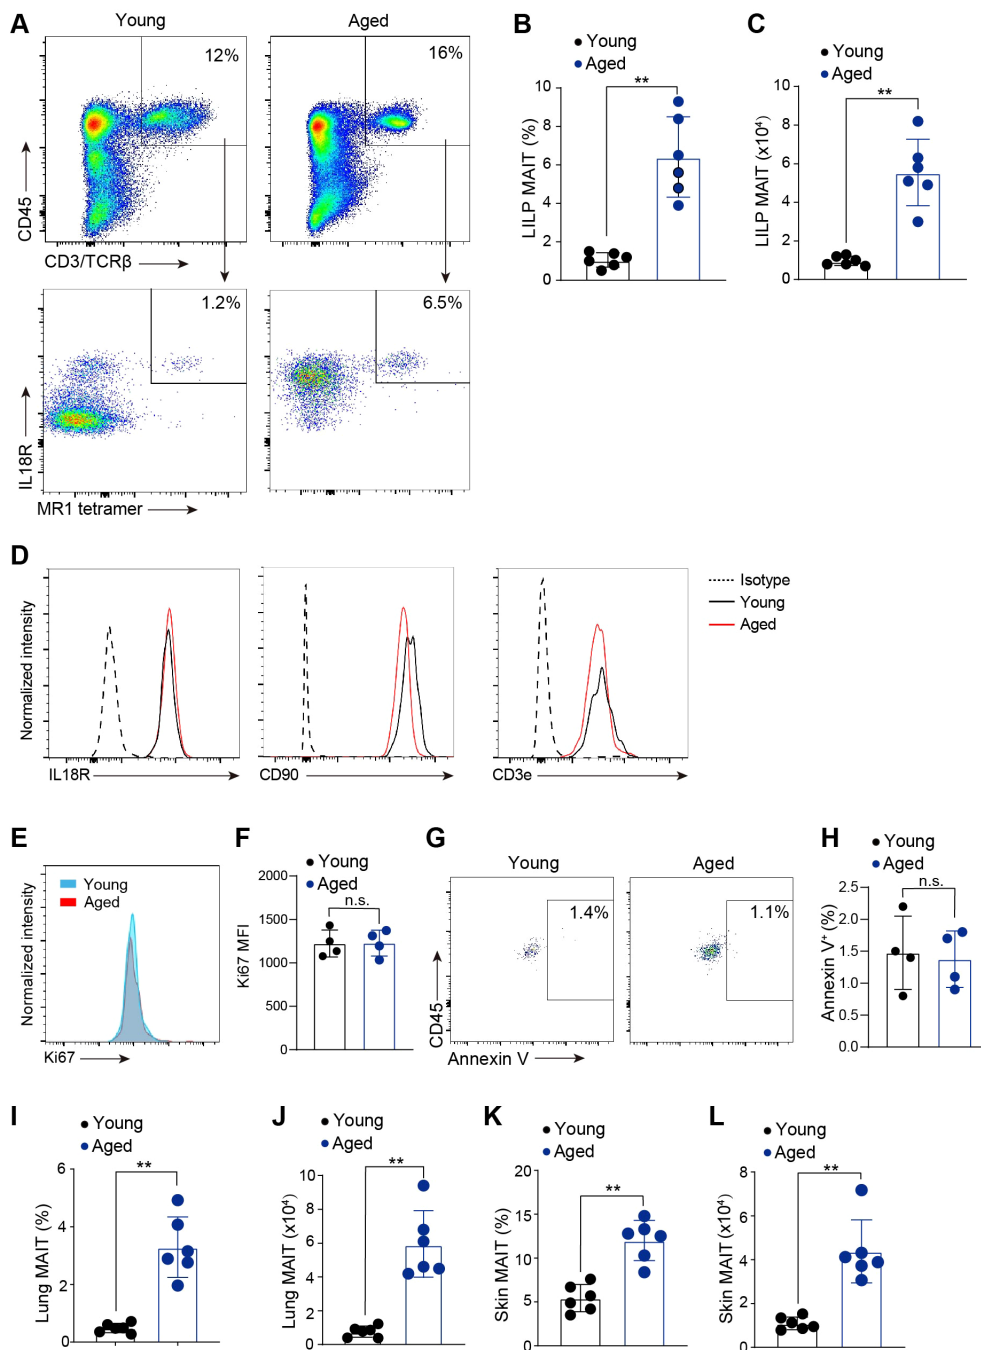 A
Young
Aged
12%
16%
CD45
CD3/TCRβ
1.2%
6.5%
IL18R
MR1 tetramer
B
Young
Aged
**
LILP MAIT (%)
10
8
6
4
2
0
C
Young
Aged
**
LILP MAIT (x10⁴)
10
8
6
4
2
0
D
Normalized intensity
IL18R
CD90
CD3e
Isotype
Young
Aged
E
Young
Aged
Normalized intensity
Ki67
F
Young
Aged
n.s.
Ki67 MFI
2000
1500
1000
500
0
G
Young
Aged
1.4%
1.1%
CD45
Annexin V
H
Young
Aged
n.s.
Annexin V⁺ (%)
2.5
2.0
1.5
1.0
0.5
0.0
I
Young
Aged
**
Lung MAIT (%)
6
4
2
0
J
Young
Aged
**
Lung MAIT (x10⁴)
10
8
6
4
2
0
K
Young
Aged
**
Skin MAIT (%)
20
15
10
5
0
L
Young
Aged
**
Skin MAIT (x10⁴)
8
6
4
2
0